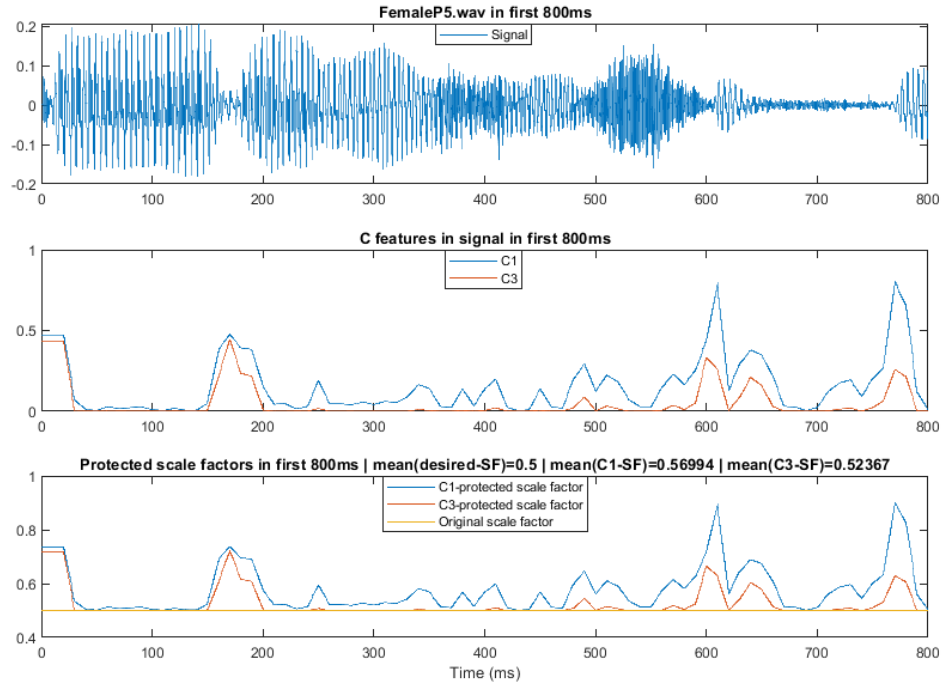 FemaleP5.wav in first 800ms
Signal
0.2
0.1
0
-0.1
-0.2
0 100 200 300 400 500 600 700 800
C features in signal in first 800ms
C1
C3
1
0.5
0
0 100 200 300 400 500 600 700 800
Protected scale factors in first 800ms | mean(desired-SF)=0.5 | mean(C1-SF)=0.56994 | mean(C3-SF)=0.52367
C1-protected scale factor
C3-protected scale factor
Original scale factor
1
0.8
0.6
0.4
0 100 200 300 400 500 600 700 800
Time (ms)